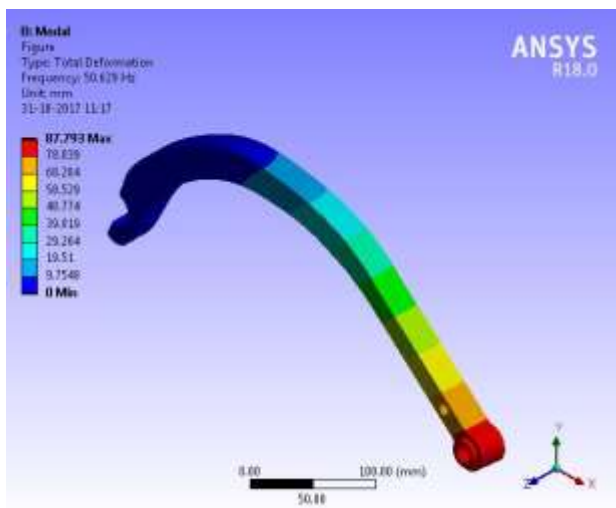 B: Modal
Figure
Type: Total Deformation
Frequency: 50.629 Hz
Unit: mm
31-10-2017 11:17
ANSYS
R18.0
87.793 Max
78.039
68.284
58.529
48.774
39.019
29.264
19.51
9.7548
0 Min
0.00
100.00 (mm)
50.00
Y
Z
X